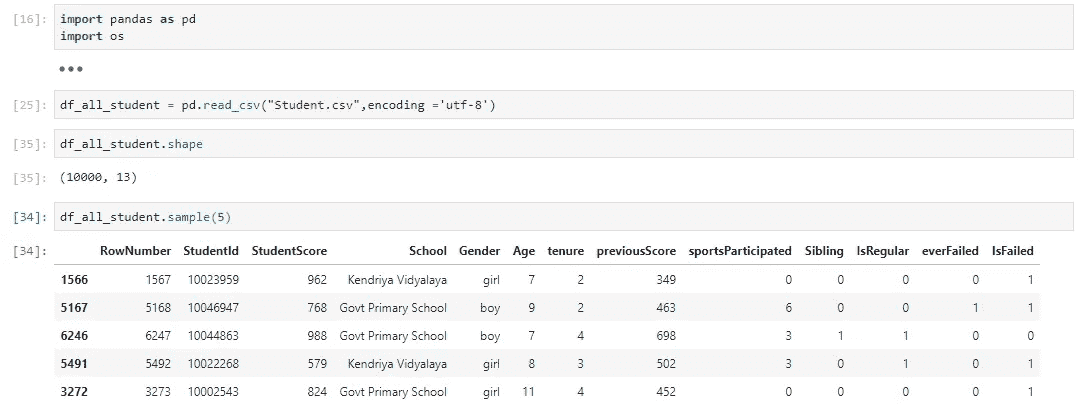 [16]: import pandas as pd
import os
•••
[25]: df_all_student = pd.read_csv("Student.csv",encoding ='utf-8')
[35]: df_all_student.shape
[35]: (10000, 13)
[34]: df_all_student.sample(5)
[34]: RowNumber StudentId StudentScore School Gender Age tenure previousScore sportsParticipated Sibling IsRegular everFailed IsFailed
1566 1567 10023959 962 Kendriya Vidyalaya girl 7 2 349 0 0 0 0 1
5167 5168 10046947 768 Govt Primary School boy 9 2 463 6 0 0 1 1
6246 6247 10044863 988 Govt Primary School boy 7 4 698 3 1 1 0 0
5491 5492 10022268 579 Kendriya Vidyalaya girl 8 3 502 3 0 1 0 1
3272 3273 10002543 824 Govt Primary School girl 11 4 452 0 0 0 0 1